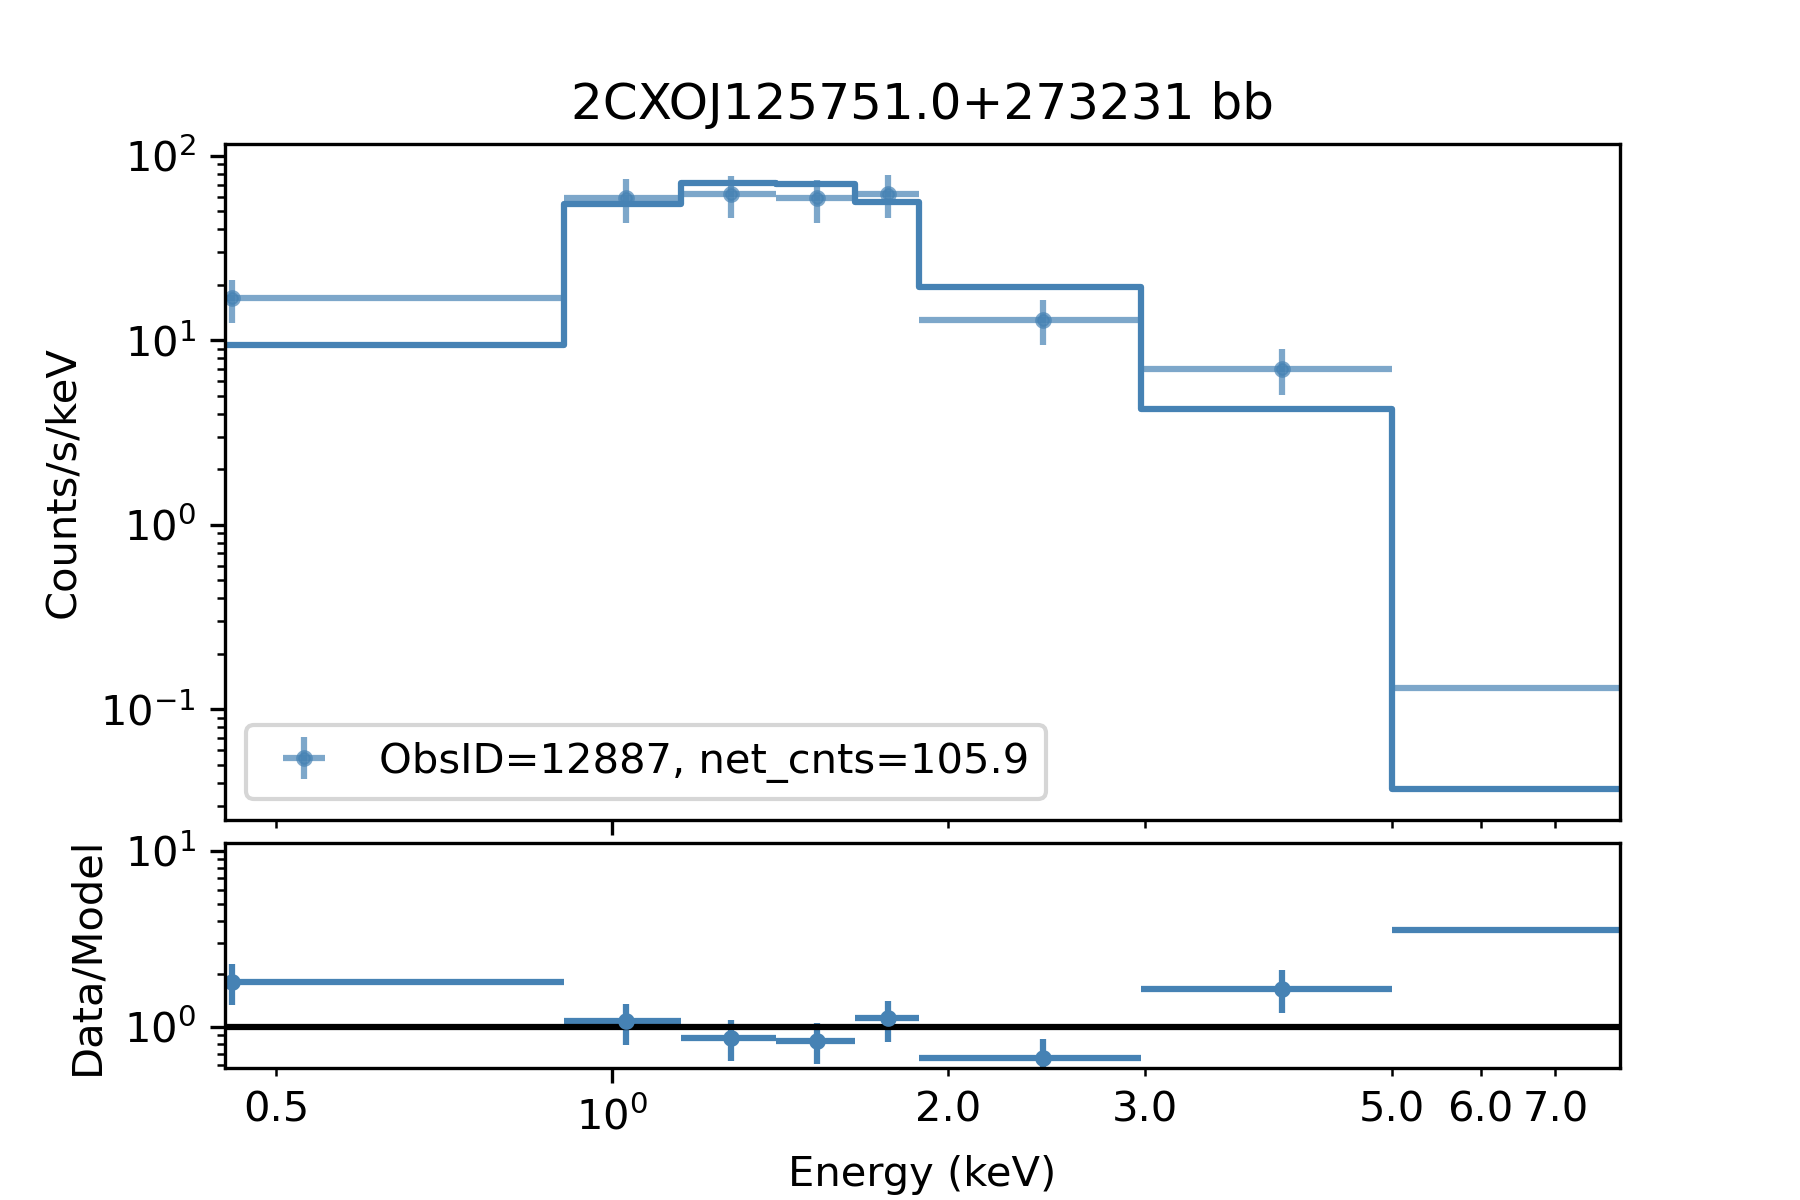 2CXOJ125751.0+273231 bb
10²
10¹
10⁰
10⁻¹
Counts/s/keV
ObsID=12887, net_cnts=105.9
10¹
10⁰
Data/Model
0.5 10⁰ 2.0 3.0 5.0 6.0 7.0
Energy (keV)